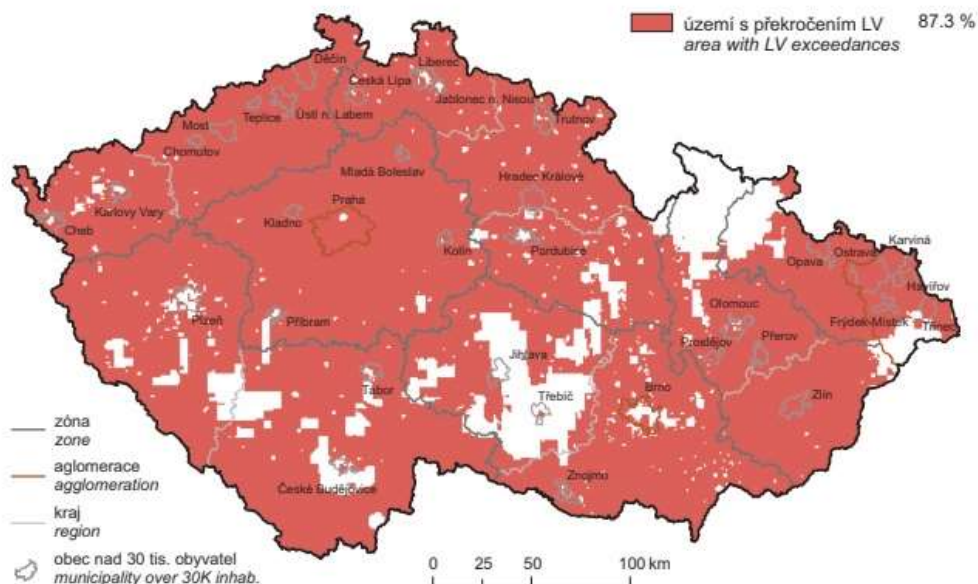 území s překročením LV 87.3 %
area with LV exceedances
Děčín
Liberec
Česká Lípa
Jablonec n. Nisou
Teplice
Ústí n. Labem
Trutnov
Most
Chomutov
Mladá Boleslav
Hradec Králové
Karlovy Vary
Praha
Cheb
Kladno
Kolín
Pardubice
Karviná
Ostrava
Opava
Havířov
Olomouc
Plzeň
Příbram
Frýdek-Místek
Třinec
Prostějov
Přerov
Jihlava
Tábor
Třebíč
Brno
Zlín
Znojmo
České Budějovice
zóna
zone
aglomerace
agglomeration
kraj
region
obec nad 30 tis. obyvatel
municipality over 30K inhab.
0 25 50 100 km